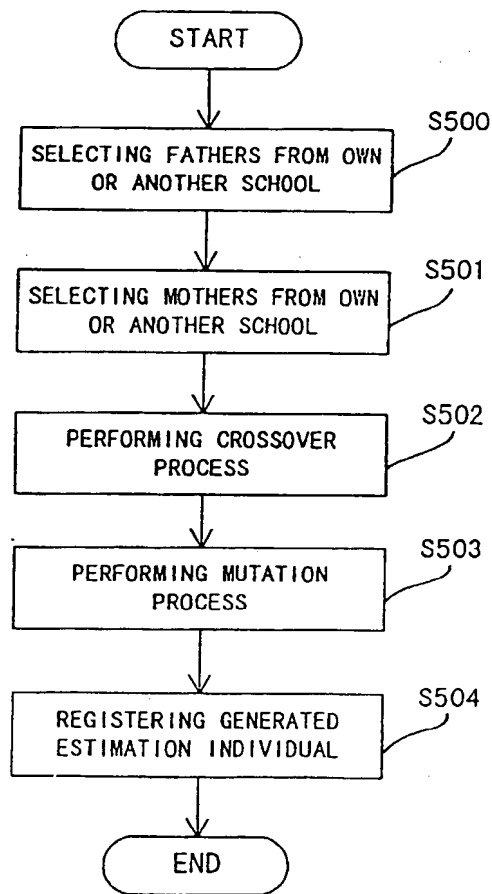 START
S500
SELECTING FATHERS FROM OWN
OR ANOTHER SCHOOL
S501
SELECTING MOTHERS FROM OWN
OR ANOTHER SCHOOL
S502
PERFORMING CROSSOVER
PROCESS
S503
PERFORMING MUTATION
PROCESS
S504
REGISTERING GENERATED
ESTIMATION INDIVIDUAL
END